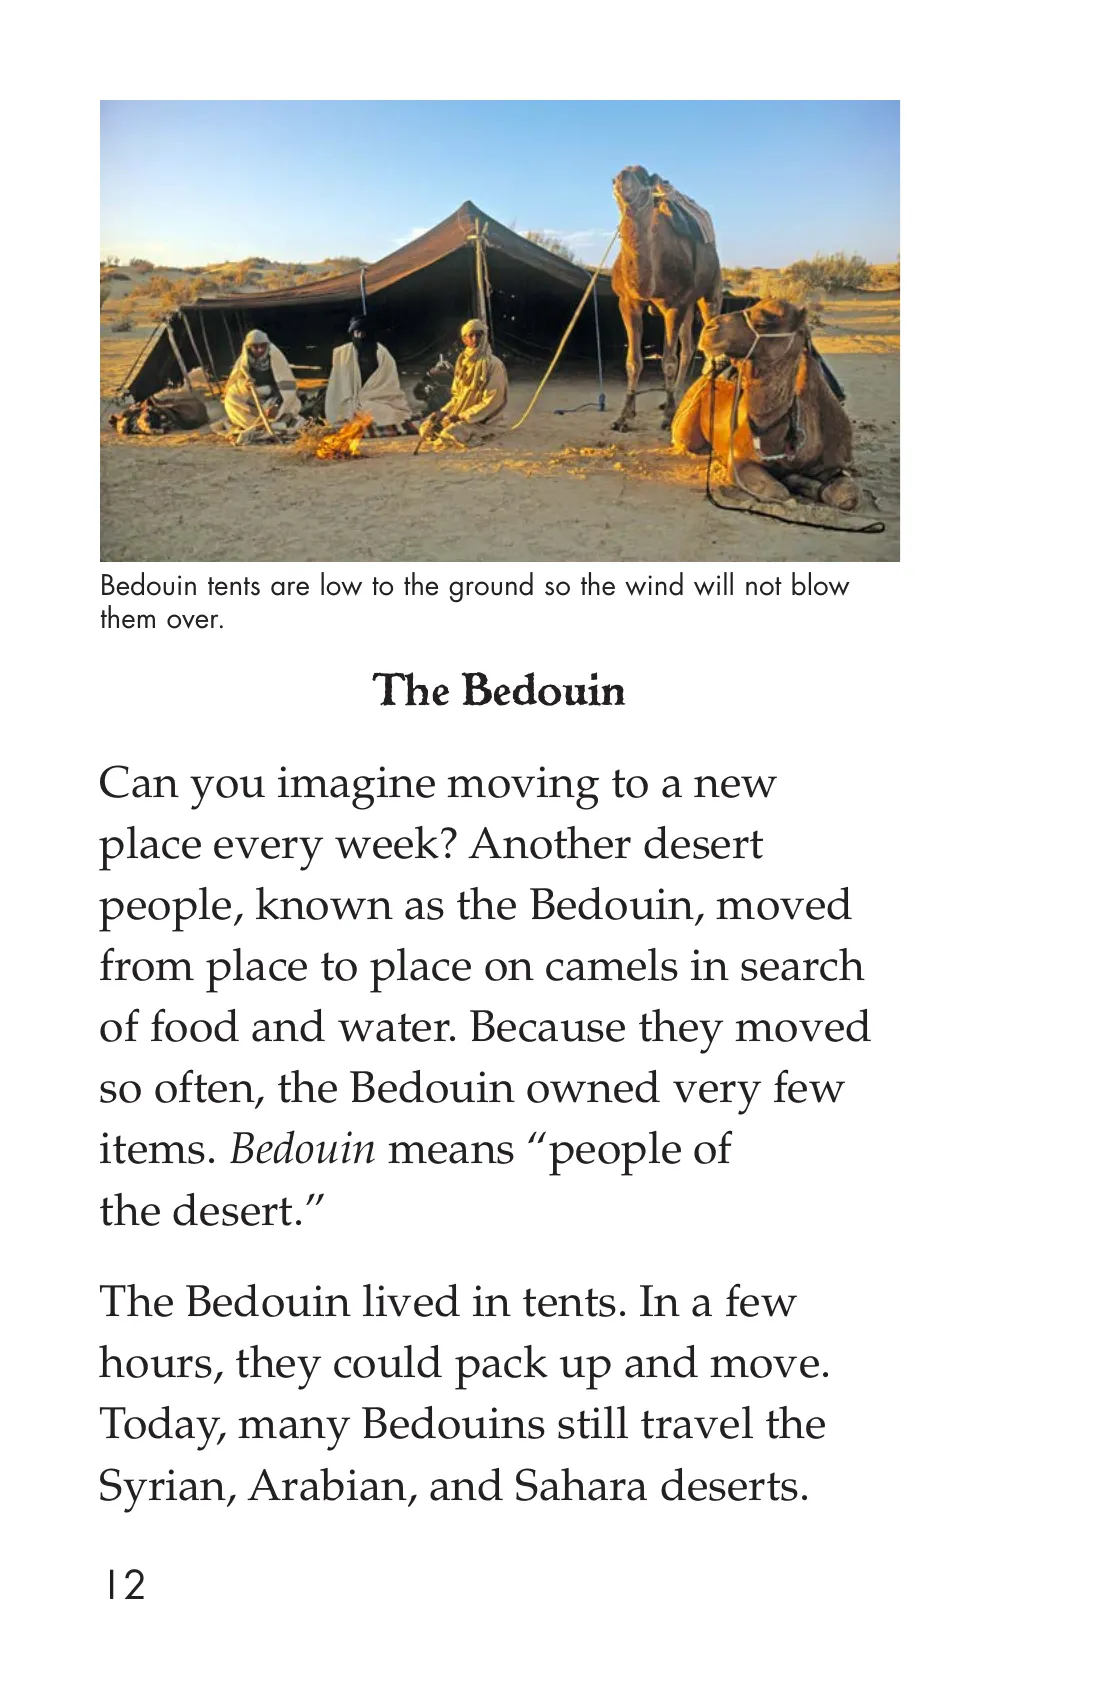 Bedouin tents are low to the ground so the wind will not blow
them over.
The Bedouin
Can you imagine moving to a new
place every week? Another desert
people, known as the Bedouin, moved
from place to place on camels in search
of food and water. Because they moved
so often, the Bedouin owned very few
items. Bedouin means “people of
the desert.”
The Bedouin lived in tents. In a few
hours, they could pack up and move.
Today, many Bedouins still travel the
Syrian, Arabian, and Sahara deserts.
12